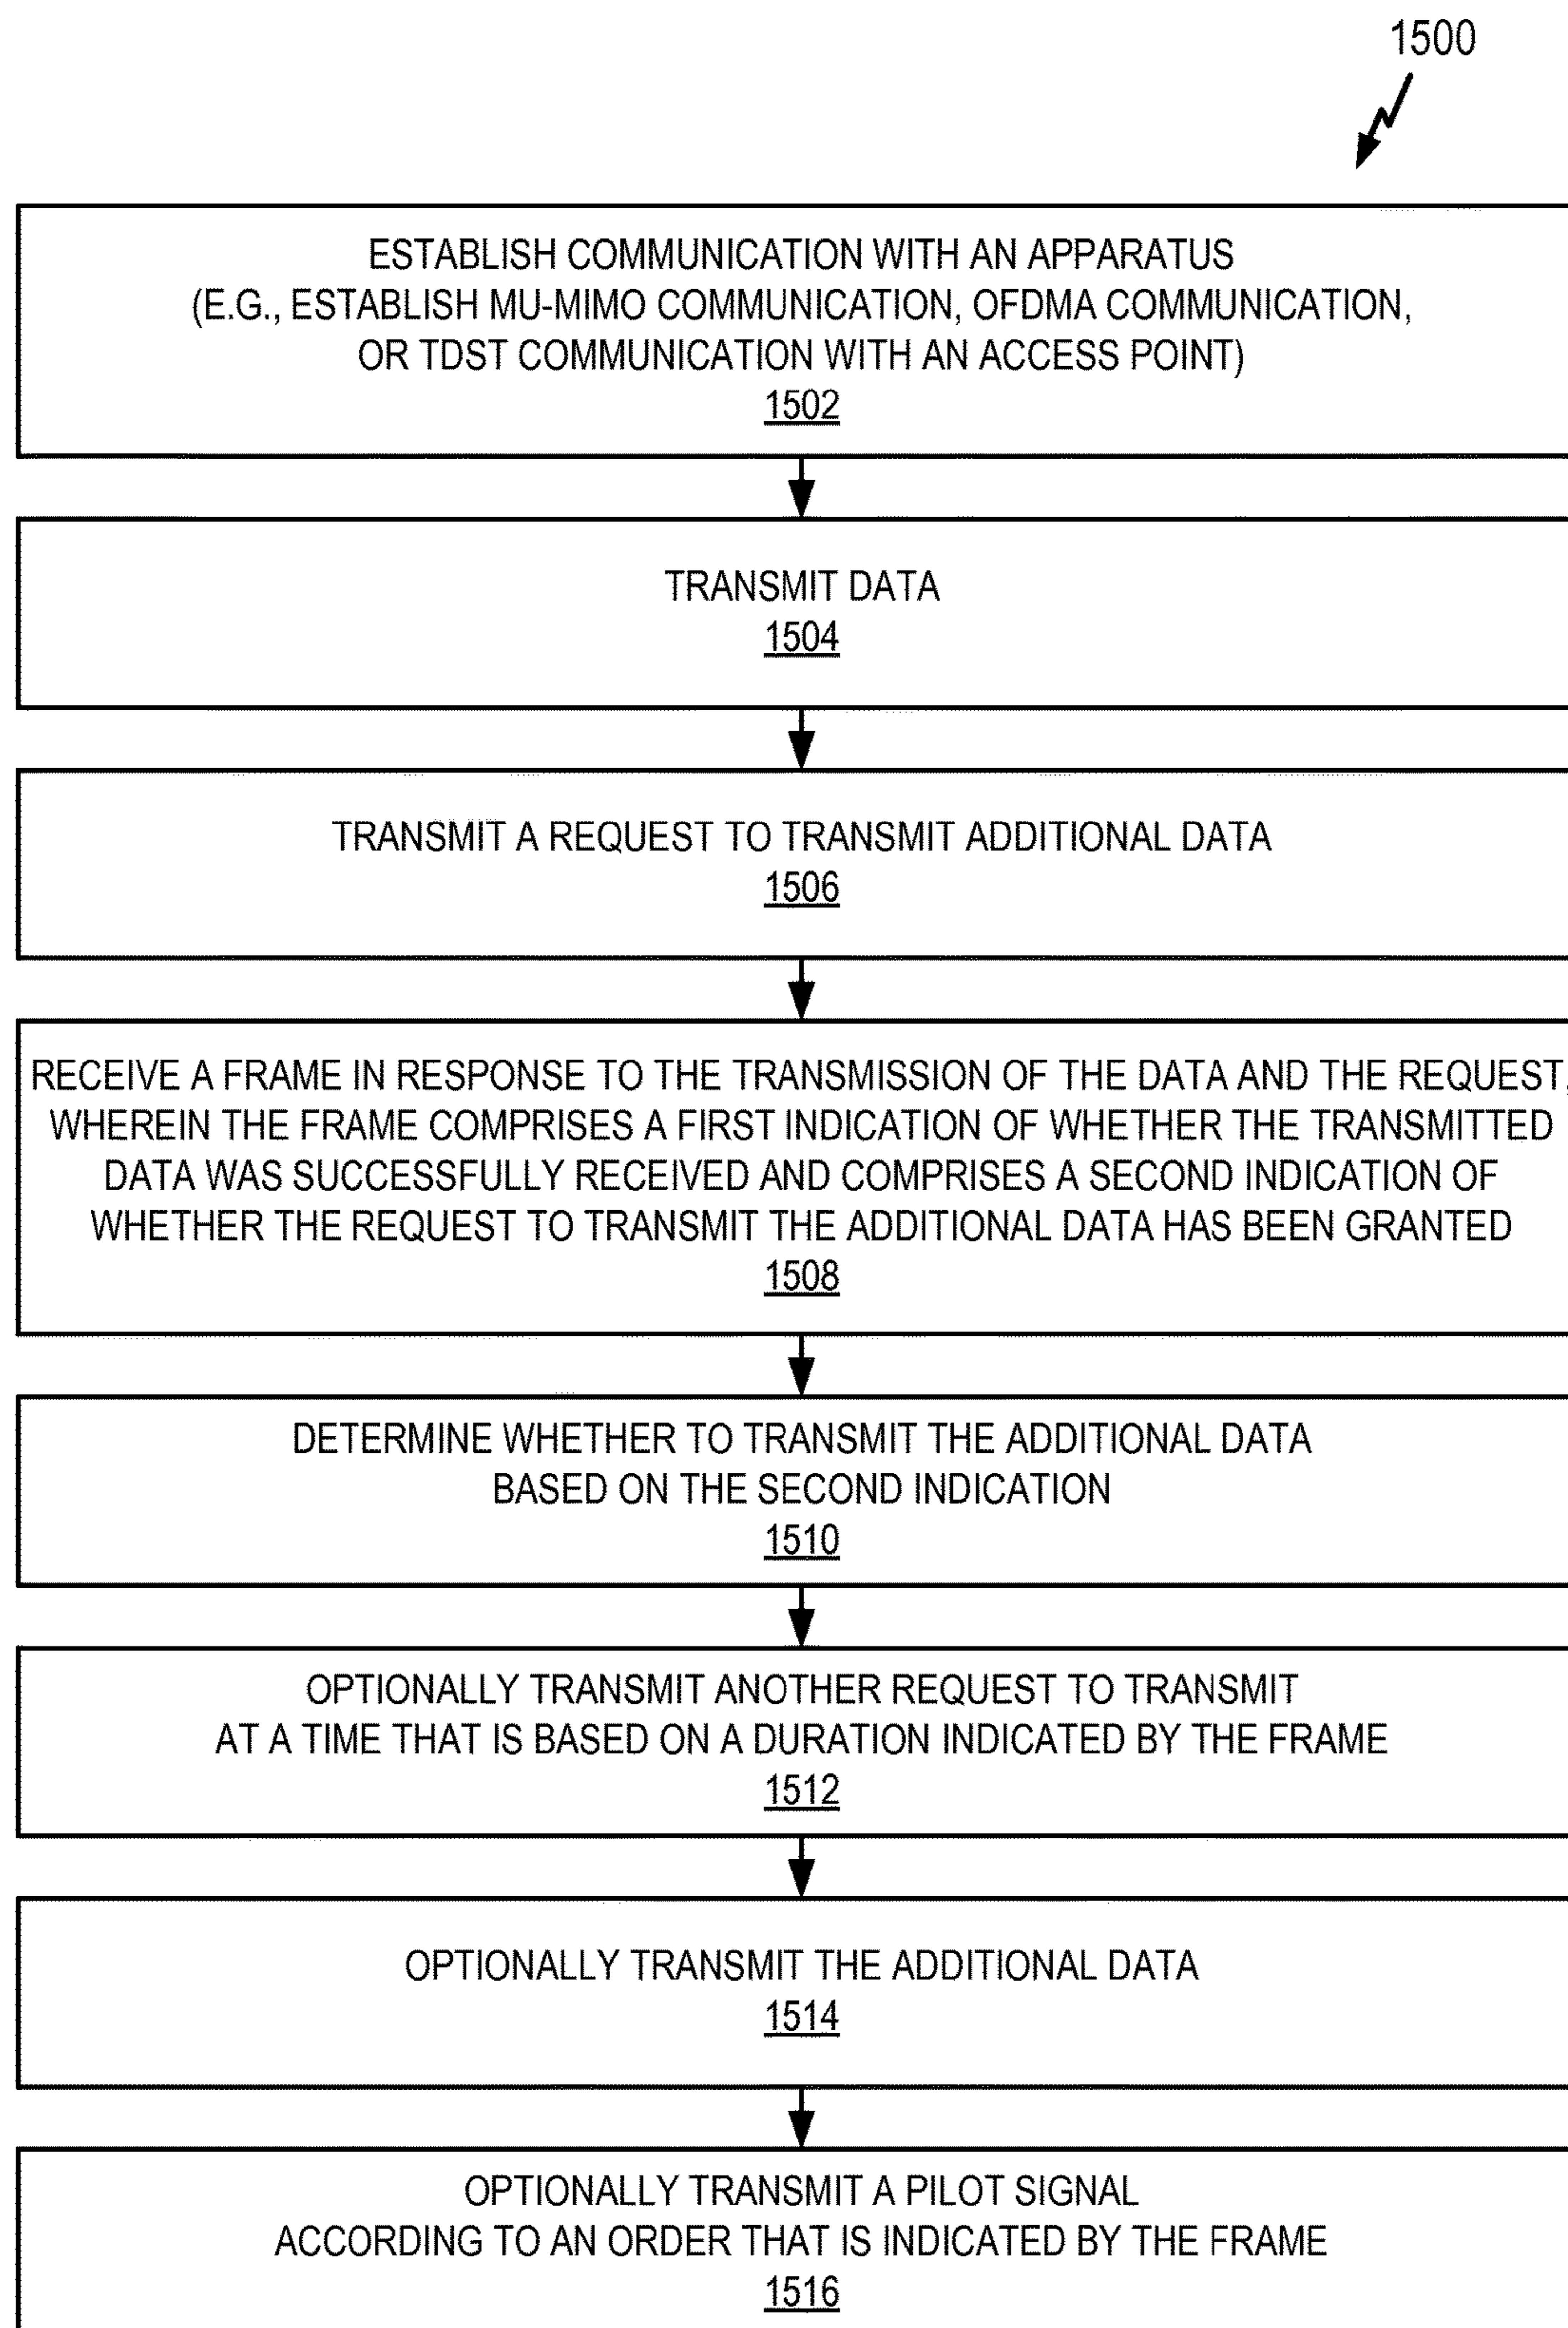 1500
ESTABLISH COMMUNICATION WITH AN APPARATUS
(E.G., ESTABLISH MU-MIMO COMMUNICATION, OFDMA COMMUNICATION,
OR TDST COMMUNICATION WITH AN ACCESS POINT)
1502
TRANSMIT DATA
1504
TRANSMIT A REQUEST TO TRANSMIT ADDITIONAL DATA
1506
RECEIVE A FRAME IN RESPONSE TO THE TRANSMISSION OF THE DATA AND THE REQUEST,
WHEREIN THE FRAME COMPRISES A FIRST INDICATION OF WHETHER THE TRANSMITTED
DATA WAS SUCCESSFULLY RECEIVED AND COMPRISES A SECOND INDICATION OF
WHETHER THE REQUEST TO TRANSMIT THE ADDITIONAL DATA HAS BEEN GRANTED
1508
DETERMINE WHETHER TO TRANSMIT THE ADDITIONAL DATA
BASED ON THE SECOND INDICATION
1510
OPTIONALLY TRANSMIT ANOTHER REQUEST TO TRANSMIT
AT A TIME THAT IS BASED ON A DURATION INDICATED BY THE FRAME
1512
OPTIONALLY TRANSMIT THE ADDITIONAL DATA
1514
OPTIONALLY TRANSMIT A PILOT SIGNAL
ACCORDING TO AN ORDER THAT IS INDICATED BY THE FRAME
1516